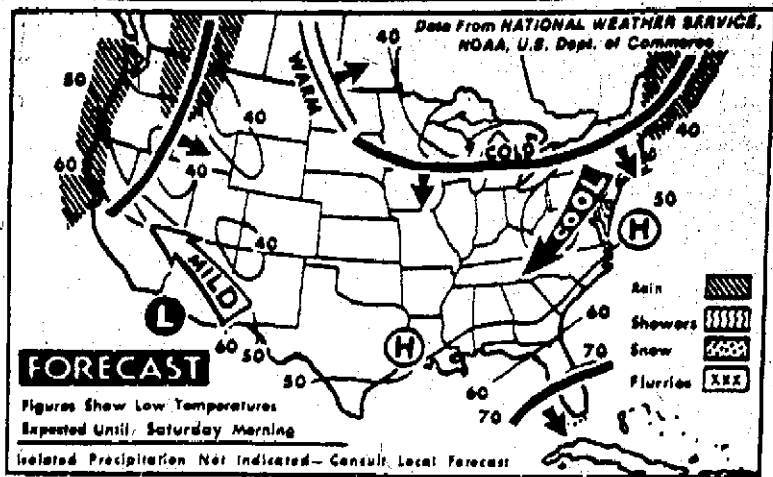 Data From NATIONAL WEATHER SERVICE,
NOAA, U.S. Dept. of Commerce
40
WARM
50
40
40
COLD
60
40
COOL
50
H
40
MILD
L
H
60
50
50
60
60
70
70
Rain
Showers
Snow
Flurries
XXX
FORECAST
Figures Show Low Temperatures
Expected Until Saturday Morning
Isolated Precipitation Not Indicated— Consult Local Forecast